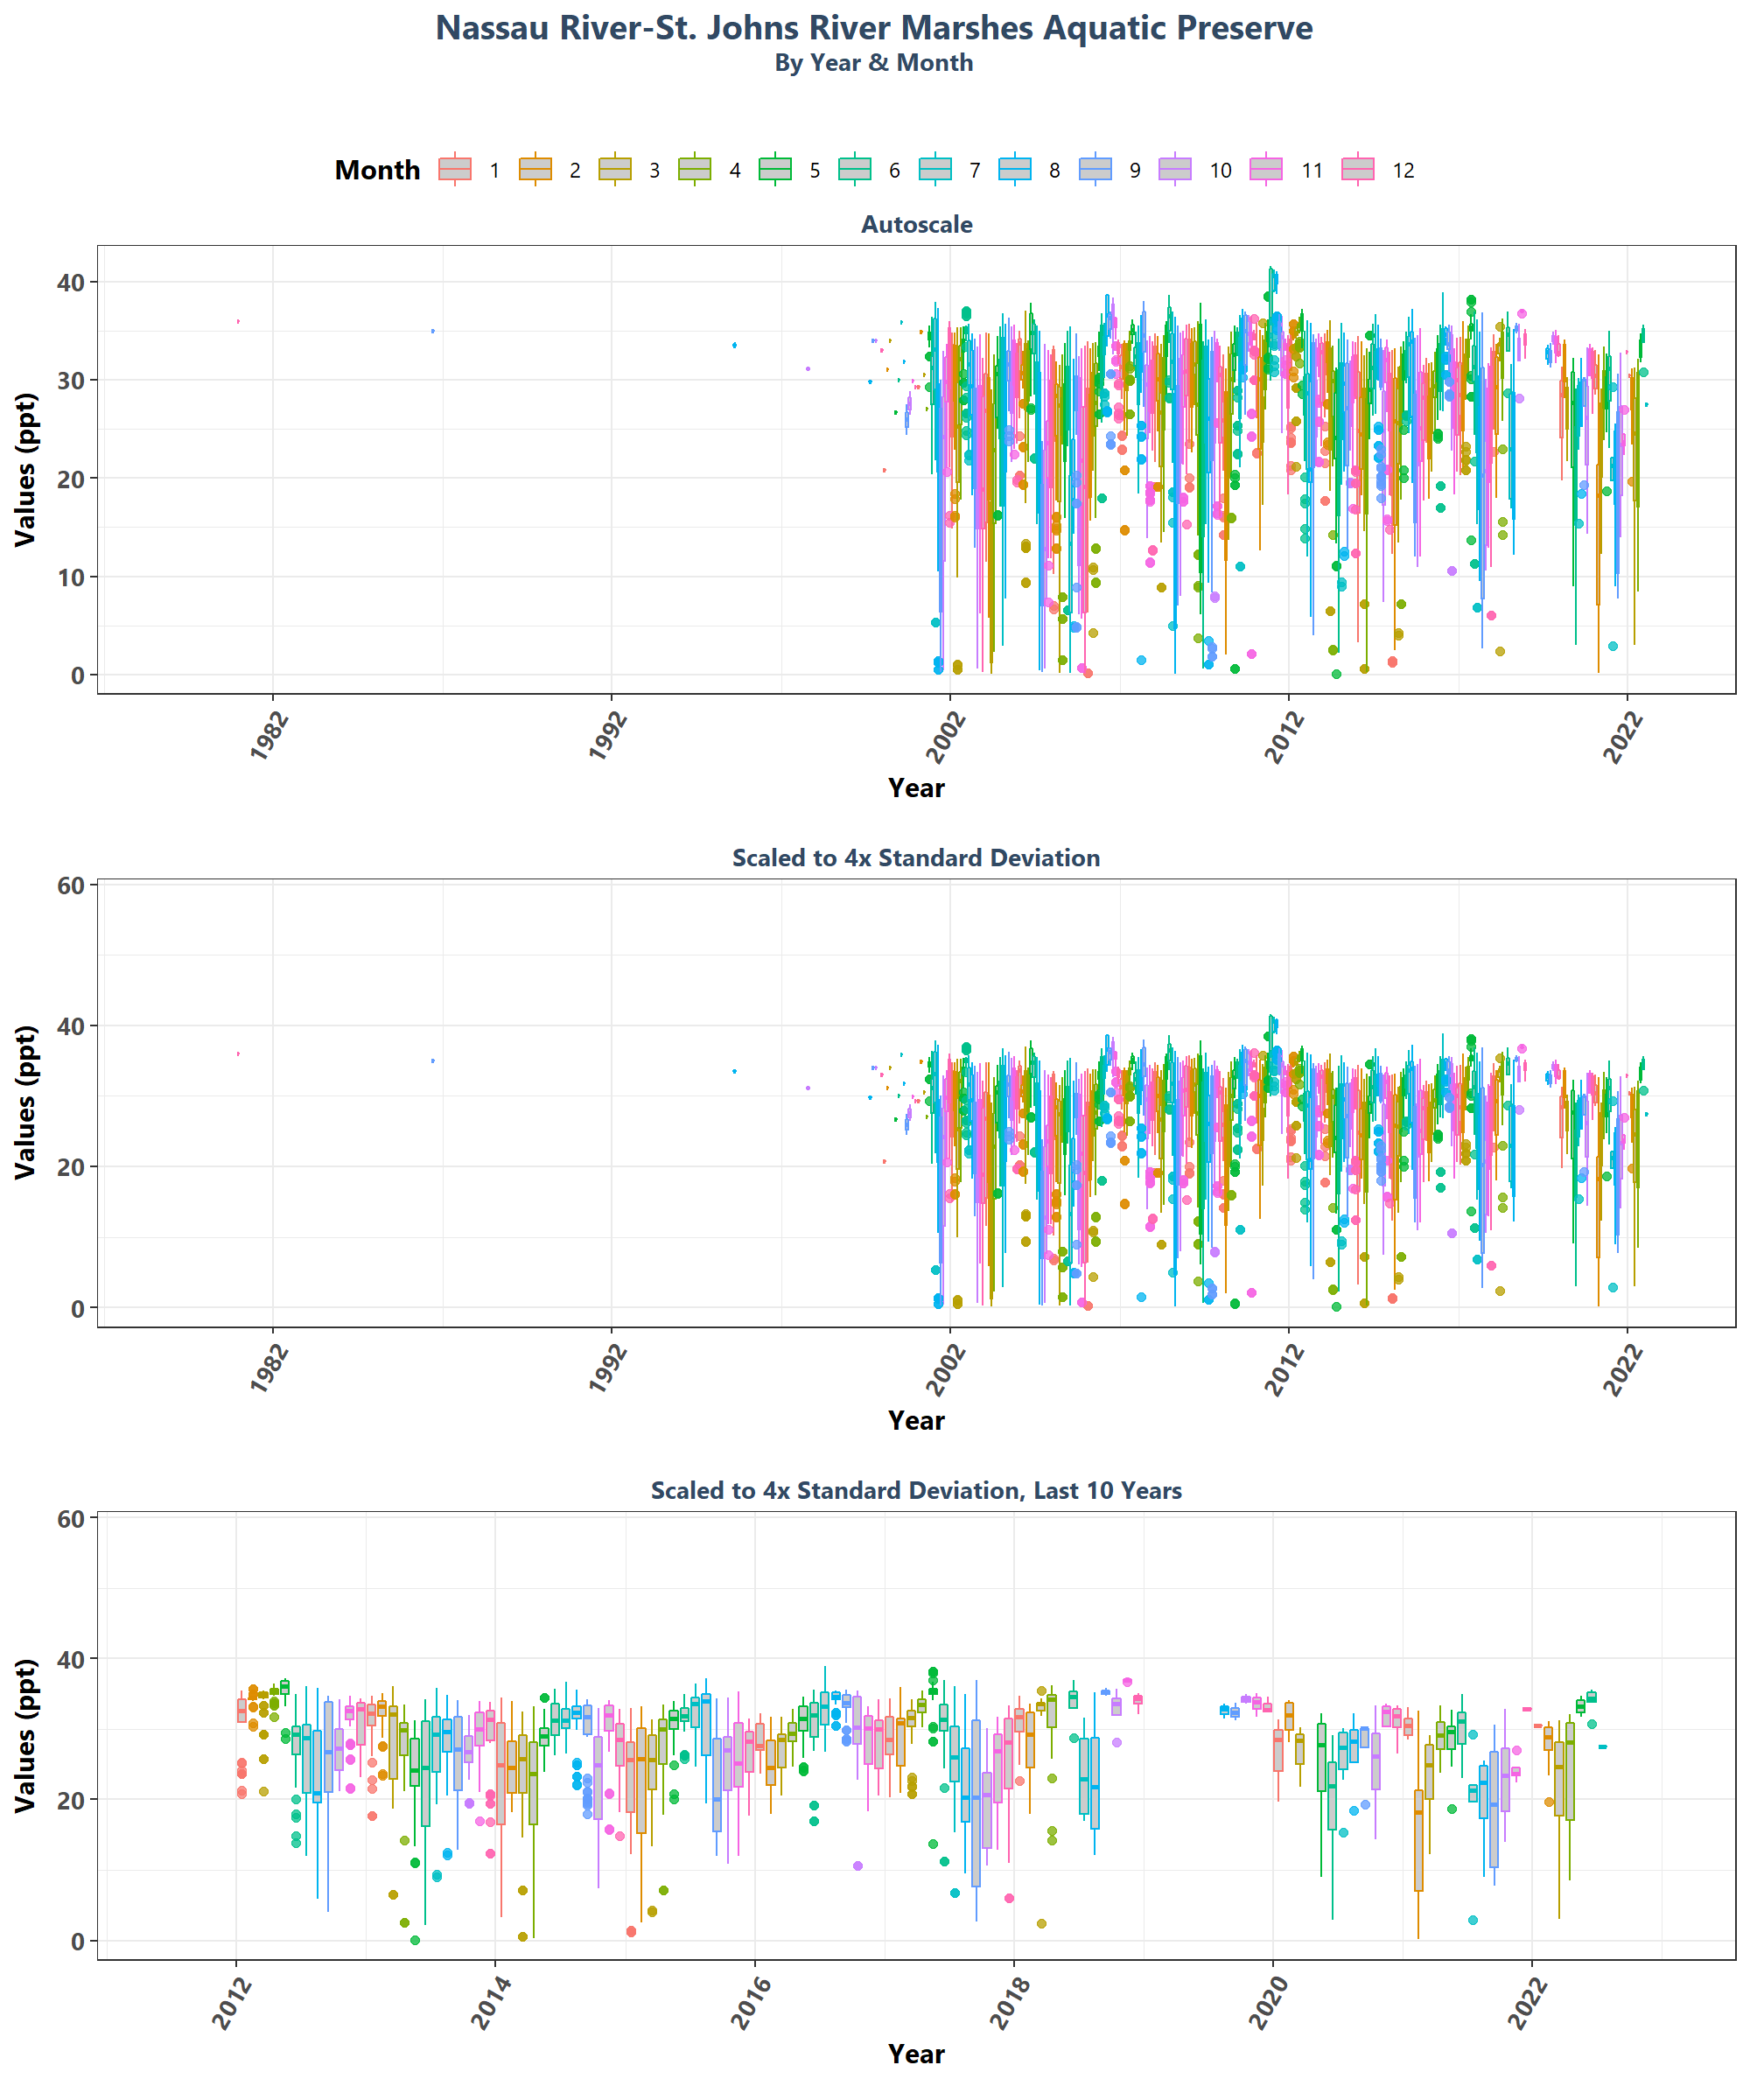 Nassau River-St. Johns River Marshes Aquatic Preserve
By Year & Month
Month 1 2 3 4 5 6 7 8 9 10 11 12
Autoscale
Values (ppt)
40
30
20
10
0
1982 1992 2002 2012 2022
Year
Scaled to 4x Standard Deviation
Values (ppt)
60
40
20
0
1982 1992 2002 2012 2022
Year
Scaled to 4x Standard Deviation, Last 10 Years
Values (ppt)
60
40
20
0
2012 2014 2016 2018 2020 2022
Year